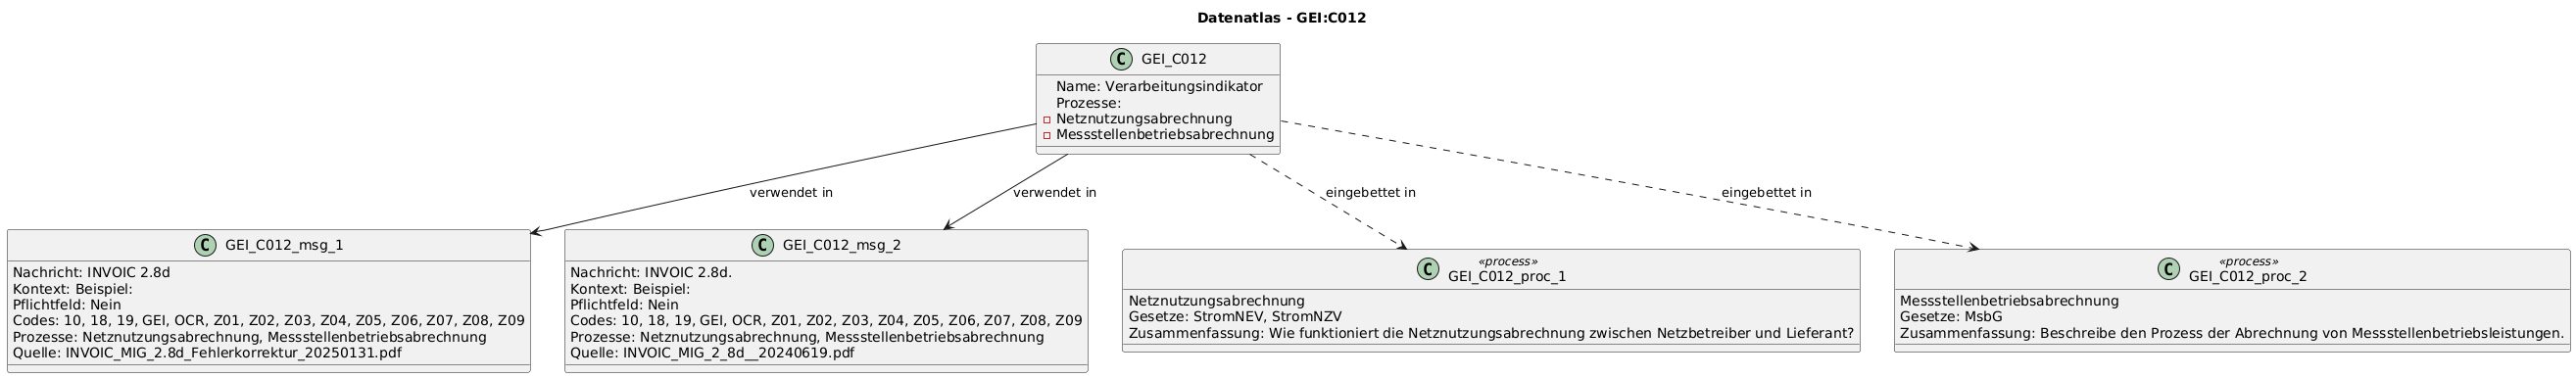 Datenatlas - GEI:C012
C GEI_C012
Name: Verarbeitungsindikator
Prozesse:
Netznutzungsabrechnung
Messstellenbetriebsabrechnung
verwendet in
verwendet in
eingebettet in
eingebettet in
C GEI_C012_msg_1
Nachricht: INVOIC 2.8d
Kontext: Beispiel:
Pflichtfeld: Nein
Codes: 10, 18, 19, GEI, OCR, Z01, Z02, Z03, Z04, Z05, Z06, Z07, Z08, Z09
Prozesse: Netznutzungsabrechnung, Messstellenbetriebsabrechnung
Quelle: INVOIC_MIG_2.8d_Fehlerkorrektur_20250131.pdf
C GEI_C012_msg_2
Nachricht: INVOIC 2.8d.
Kontext: Beispiel:
Pflichtfeld: Nein
Codes: 10, 18, 19, GEI, OCR, Z01, Z02, Z03, Z04, Z05, Z06, Z07, Z08, Z09
Prozesse: Netznutzungsabrechnung, Messstellenbetriebsabrechnung
Quelle: INVOIC_MIG_2_8d__20240619.pdf
«process»
C GEI_C012_proc_1
Netznutzungsabrechnung
Gesetze: StromNEV, StromNZV
Zusammenfassung: Wie funktioniert die Netznutzungsabrechnung zwischen Netzbetreiber und Lieferant?
«process»
C GEI_C012_proc_2
Messstellenbetriebsabrechnung
Gesetze: MsbG
Zusammenfassung: Beschreibe den Prozess der Abrechnung von Messstellenbetriebsleistungen.